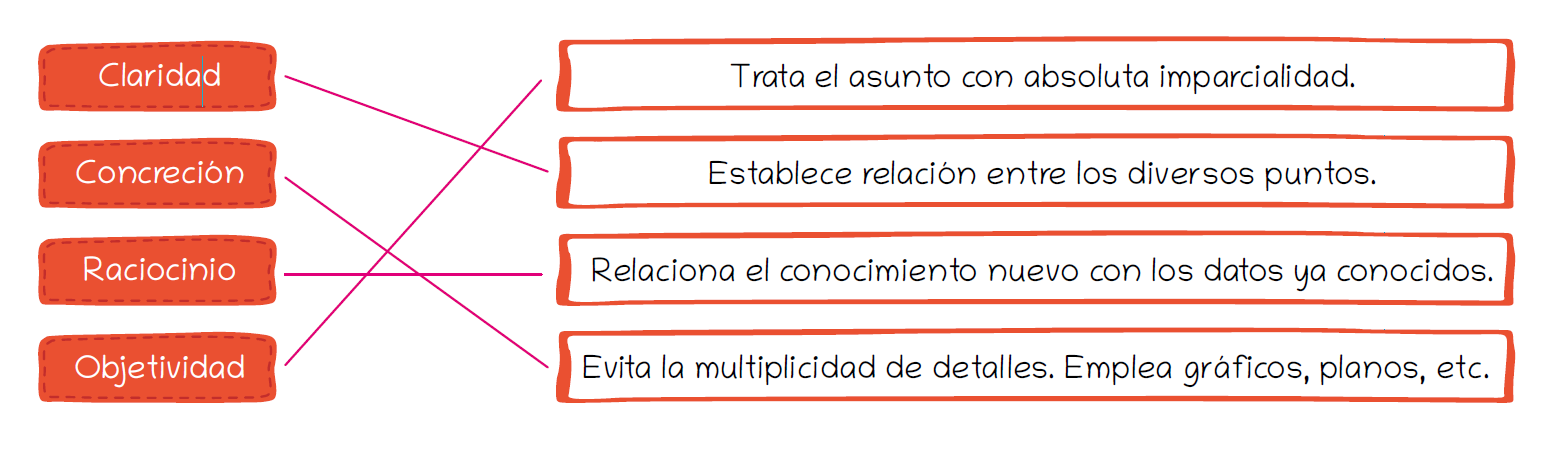 Claridad
Trata el asunto con absoluta imparcialidad.
Concreción
Establece relación entre los diversos puntos.
Raciocinio
Relaciona el conocimiento nuevo con los datos ya conocidos.
Objetividad
Evita la multiplicidad de detalles. Emplea gráficos, planos, etc.